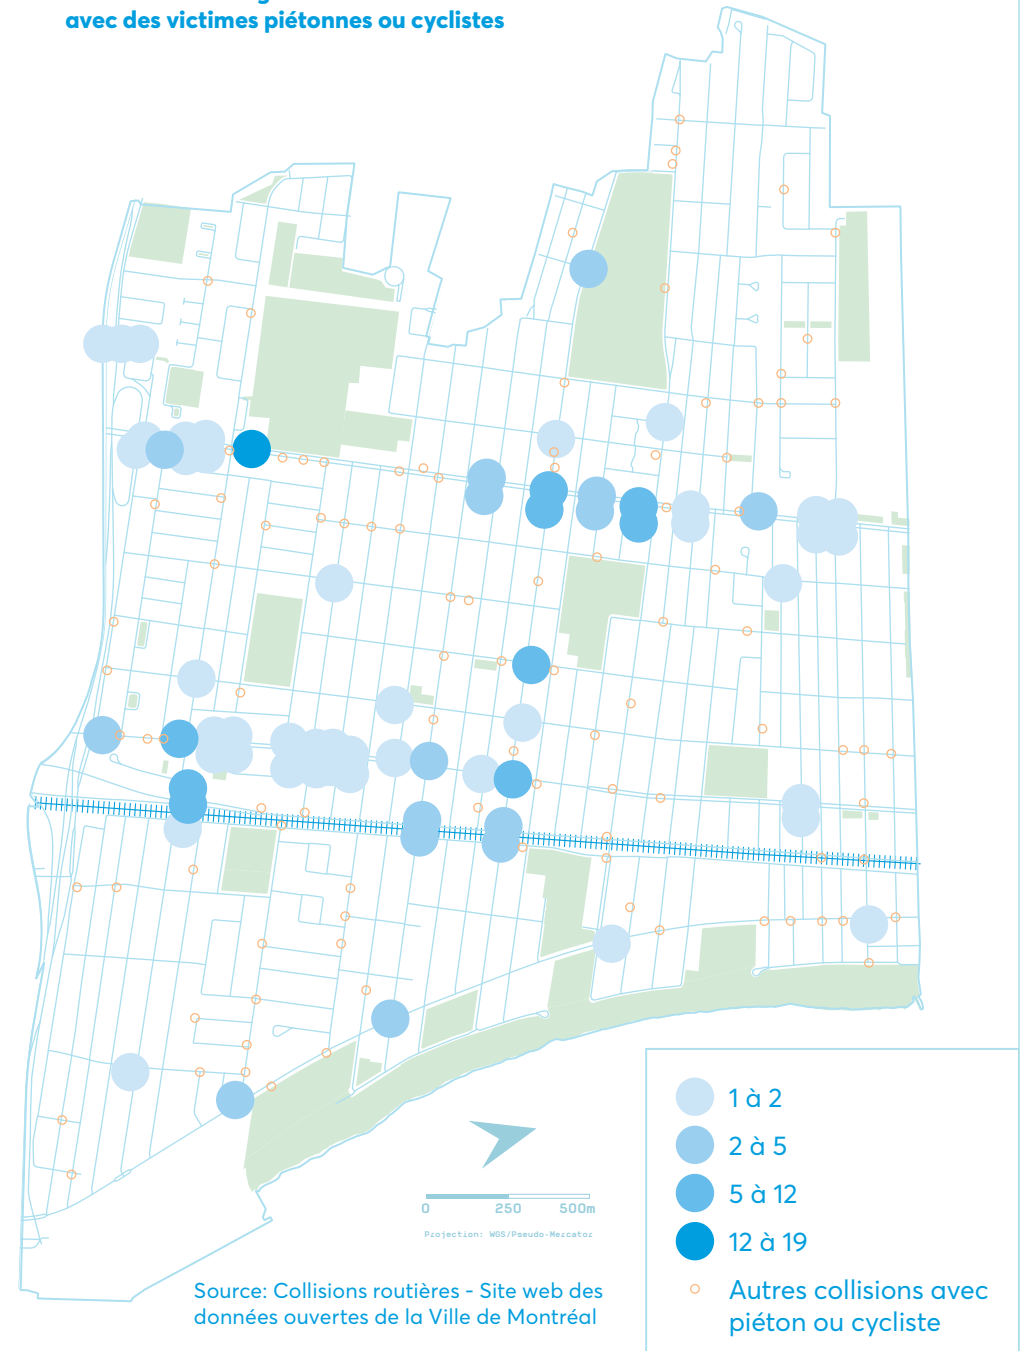 avec des victimes piétonnes ou cyclistes
0 250 500m
Projection: WGS/Pseudo-Mercator
Source: Collisions routières - Site web des
données ouvertes de la Ville de Montréal
1 à 2
2 à 5
5 à 12
12 à 19
Autres collisions avec
piéton ou cycliste